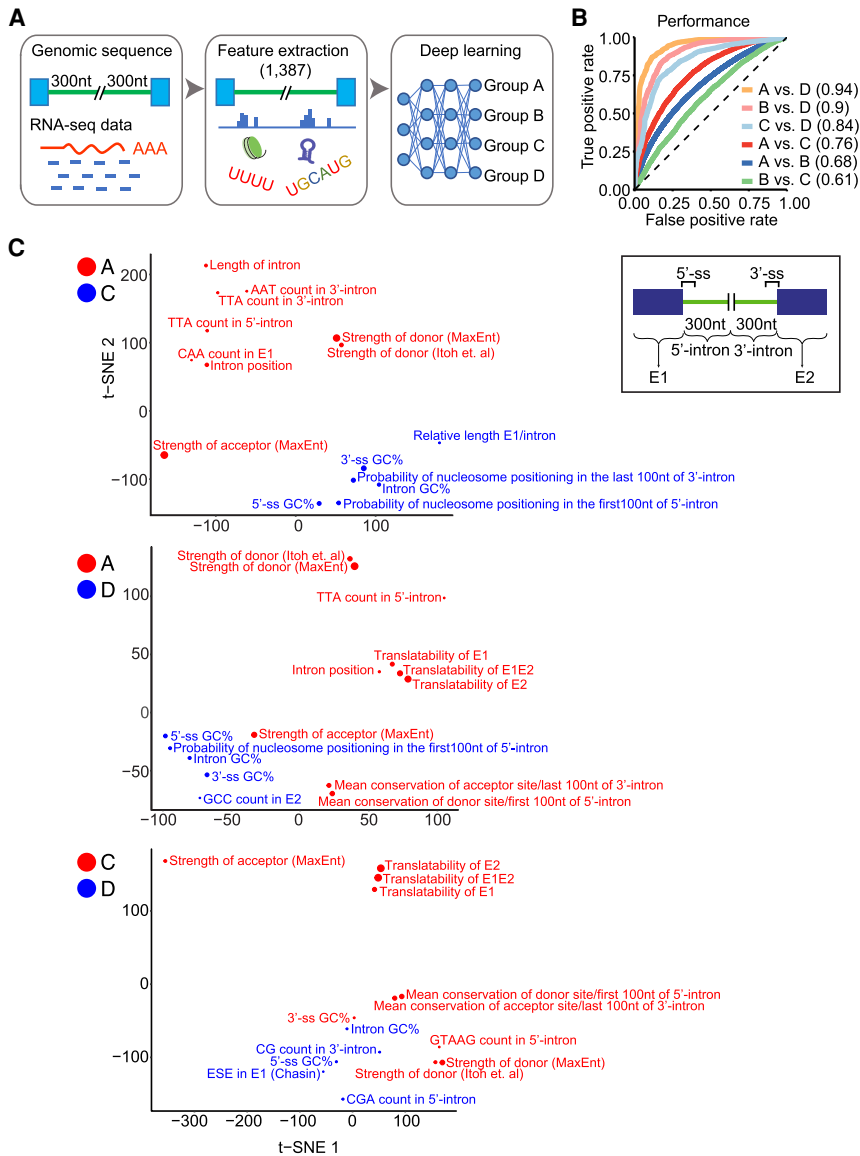 A
Genomic sequence
300nt 300nt
RNA-seq data
AAA
Feature extraction
(1,387)
UUUU
UGCAUG
Deep learning
Group A
Group B
Group C
Group D
B
Performance
True positive rate
1.00
0.75
0.50
0.25
0.00
0.00 0.25 0.50 0.75 1.00
False positive rate
A vs. D (0.94)
B vs. D (0.9)
C vs. D (0.84)
A vs. C (0.76)
A vs. B (0.68)
B vs. C (0.61)
5'-ss 3'-ss
300nt 300nt
5'-intron 3'-intron
E1 E2
C
A
C
t−SNE 2
200
100
0
−100
−100 0 100
Length of intron
AAT count in 3'-intron
TTA count in 3'-intron
TTA count in 5'-intron
Strength of donor (MaxEnt)
Strength of donor (Itoh et. al)
CAA count in E1
Intron position
Strength of acceptor (MaxEnt)
Relative length E1/intron
3'-ss GC%
Probability of nucleosome positioning in the last 100nt of 3'-intron
Intron GC%
5'-ss GC%
Probability of nucleosome positioning in the first100nt of 5'-intron
A
D
100
50
0
−50
−100 −50 0 50 100
Strength of donor (Itoh et. al)
Strength of donor (MaxEnt)
TTA count in 5'-intron
Translatability of E1
Intron position
Translatability of E1E2
Translatability of E2
5'-ss GC%
Strength of acceptor (MaxEnt)
Probability of nucleosome positioning in the first100nt of 5'-intron
Intron GC%
3'-ss GC%
GCC count in E2
Mean conservation of acceptor site/last 100nt of 3'-intron
Mean conservation of donor site/first 100nt of 5'-intron
C
D
100
0
−100
−300 −200 −100 0 100
t−SNE 1
Strength of acceptor (MaxEnt)
Translatability of E2
Translatability of E1E2
Translatability of E1
Mean conservation of donor site/first 100nt of 5'-intron
Mean conservation of acceptor site/last 100nt of 3'-intron
3'-ss GC%
Intron GC%
GTAAG count in 5'-intron
CG count in 3'-intron
5'-ss GC%
Strength of donor (MaxEnt)
ESE in E1 (Chasin)
Strength of donor (Itoh et. al)
CGA count in 5'-intron